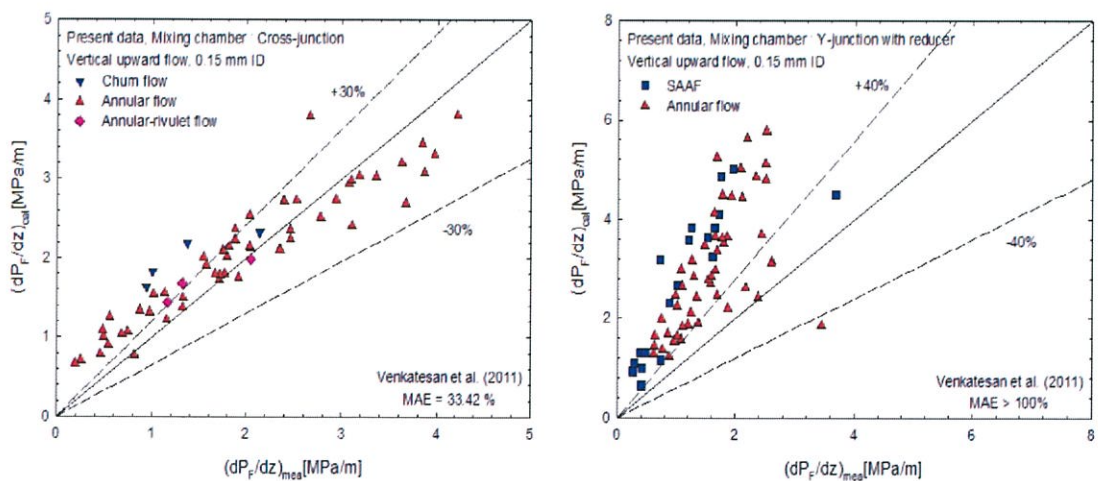 5
Present data, Mixing chamber : Cross-junction
Vertical upward flow, 0.15 mm ID
Churn flow
Annular flow
Annular-rivulet flow
+30%
4
3
2
1
0
-30%
Venkatesan et al. (2011)
MAE = 33.42 %
0 1 2 3 4 5
(dP_F/dz)_cal [MPa/m]
(dP_F/dz)_mea[MPa/m]
8
Present data, Mixing chamber : Y-junction with reducer
Vertical upward flow, 0.15 mm ID
SAAF
Annular flow
+40%
6
4
2
0
-40%
Venkatesan et al. (2011)
MAE > 100%
0 2 4 6 8
(dP_F/dz)_cal [MPa/m]
(dP_F/dz)_mea[MPa/m]